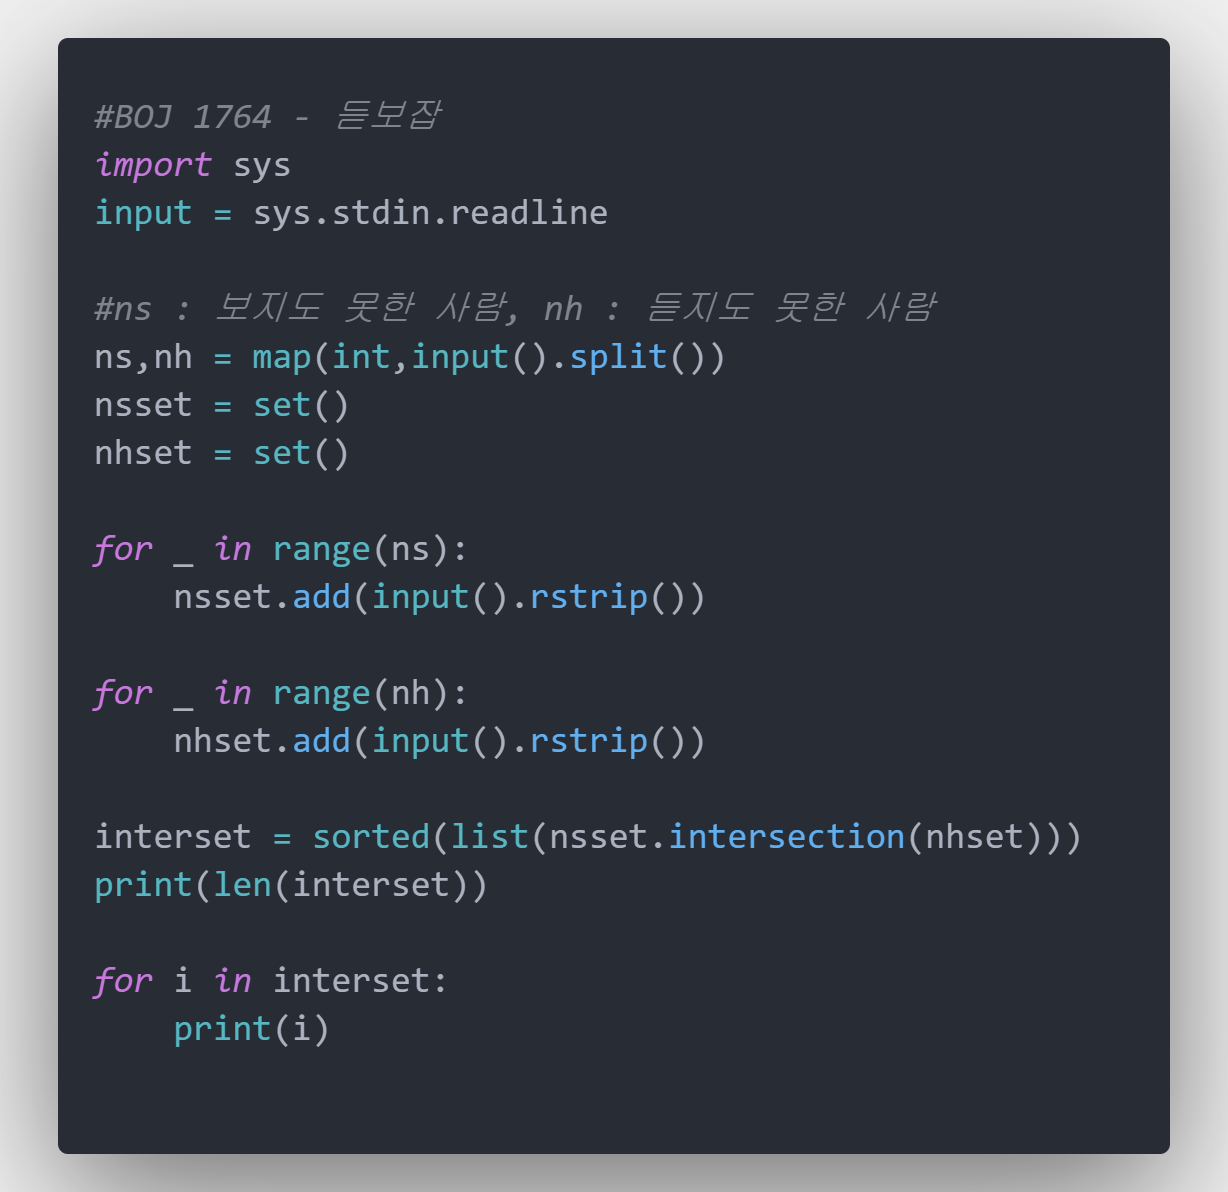 #BOJ 1764 - 듣보잡
import sys
input = sys.stdin.readline
#ns : 보지도 못한 사람, nh : 듣지도 못한 사람
ns,nh = map(int,input().split())
nsset = set()
nhset = set()
for _ in range(ns):
    nsset.add(input().rstrip())
for _ in range(nh):
    nhset.add(input().rstrip())
interset = sorted(list(nsset.intersection(nhset)))
print(len(interset))
for i in interset:
    print(i)